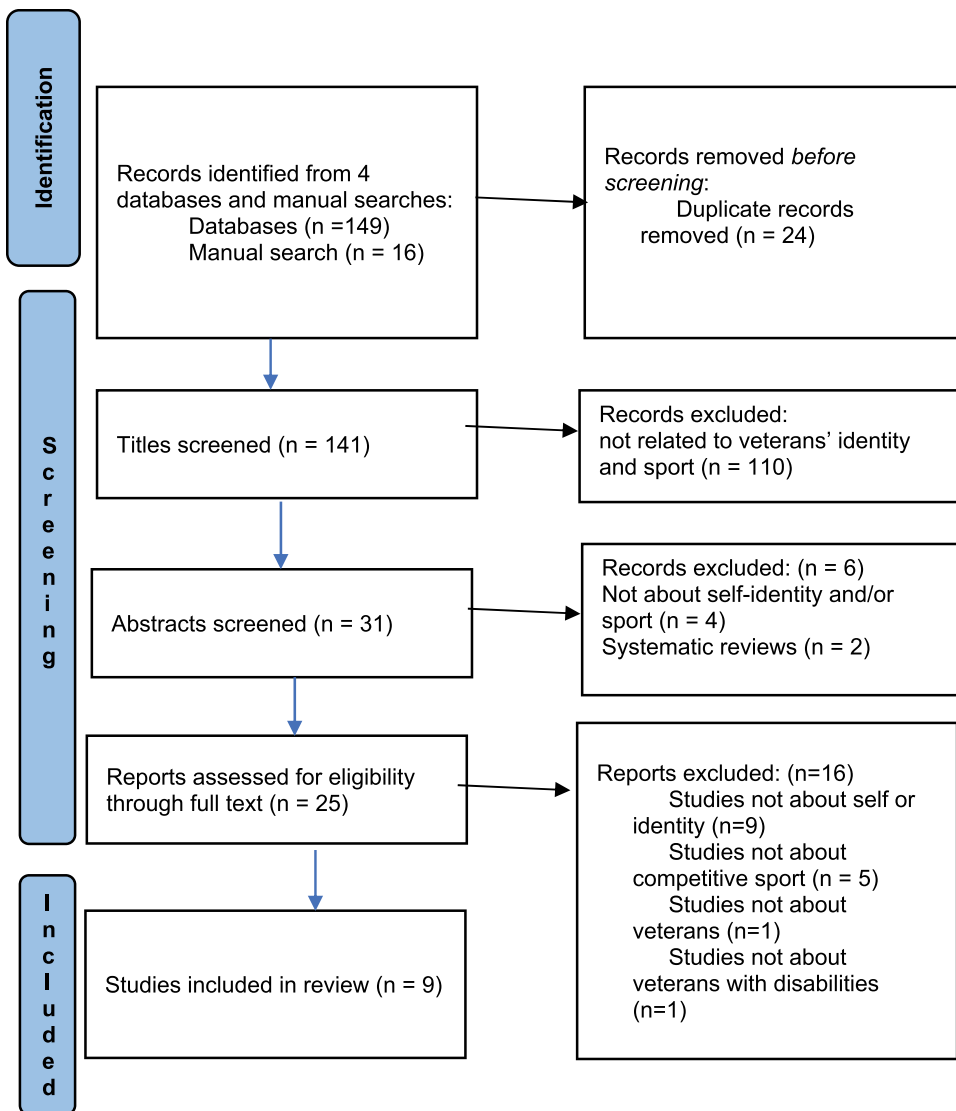 Identification
Records identified from 4
databases and manual searches:
Databases (n =149)
Manual search (n = 16)
Records removed before
screening:
Duplicate records
removed (n = 24)
Screening
Titles screened (n = 141)
Records excluded:
not related to veterans’ identity
and sport (n = 110)
Abstracts screened (n = 31)
Records excluded: (n = 6)
Not about self-identity and/or
sport (n = 4)
Systematic reviews (n = 2)
Reports assessed for eligibility
through full text (n = 25)
Reports excluded: (n=16)
Studies not about self or
identity (n=9)
Studies not about
competitive sport (n = 5)
Studies not about
veterans (n=1)
Studies not about
veterans with disabilities
(n=1)
Included
Studies included in review (n = 9)